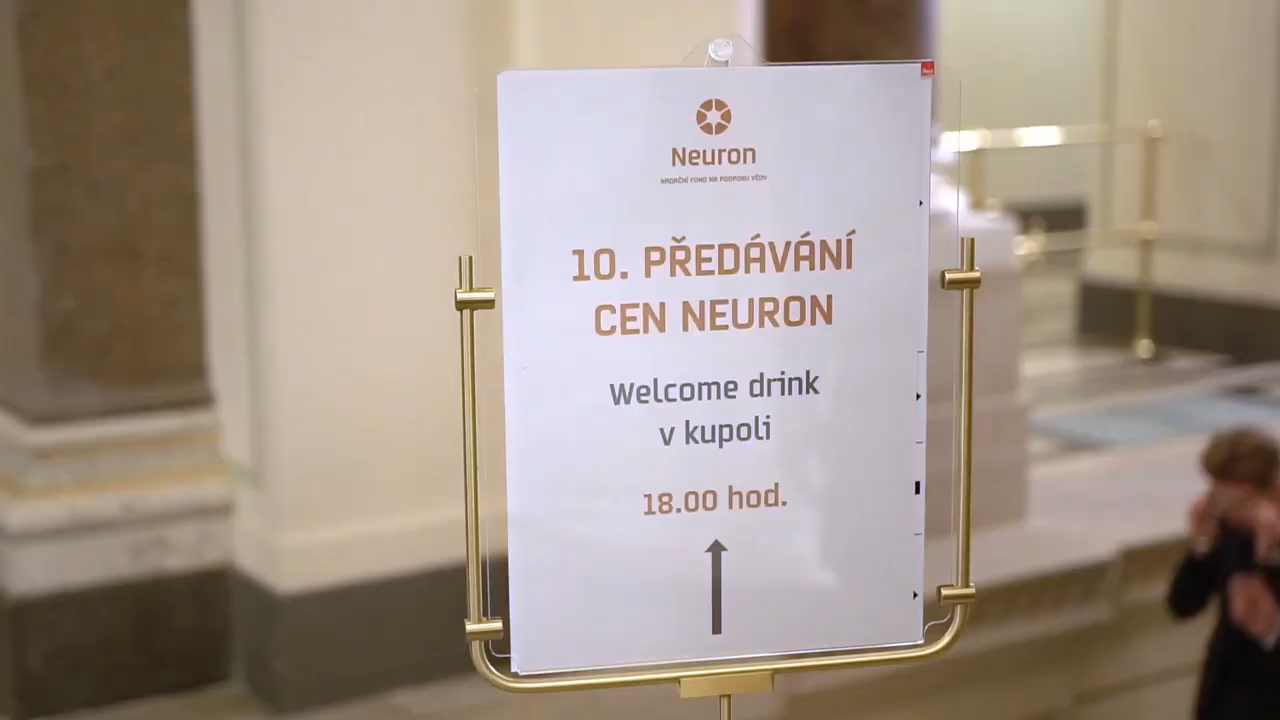 Neuron
NADAČNÍ FOND NA PODPORU VĚDY
10. PŘEDÁVÁNÍ
CEN NEURON
Welcome drink
v kupoli
18.00 hod.